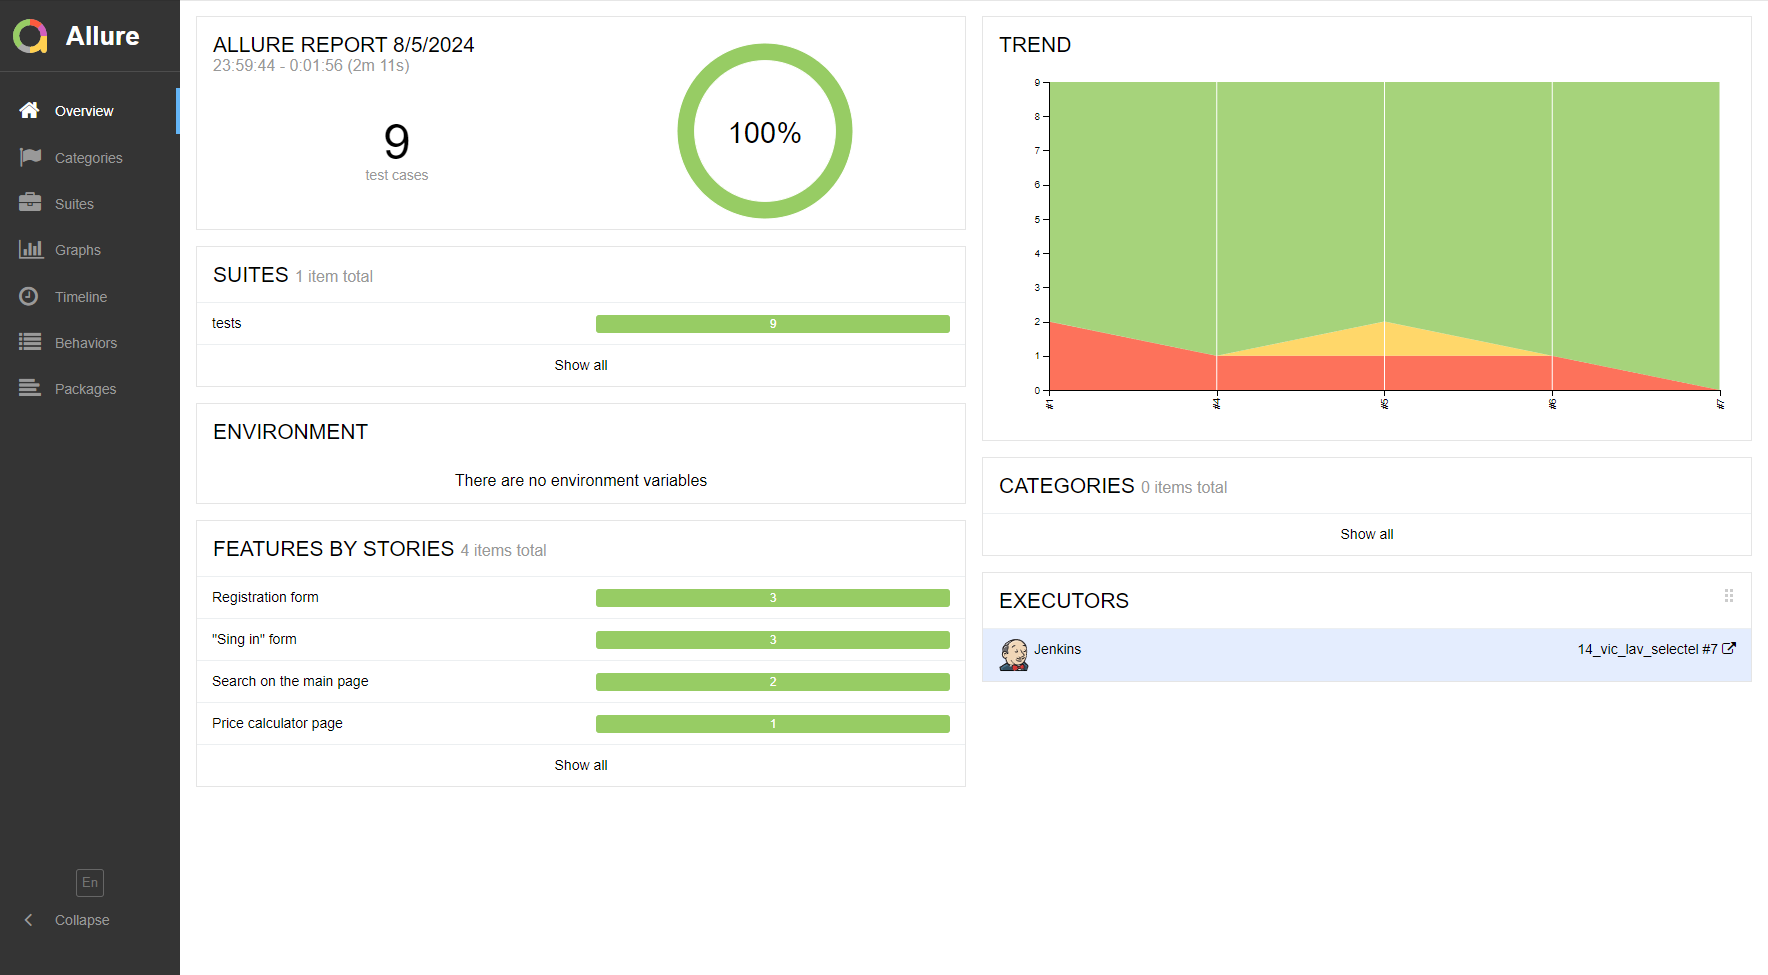 Allure
Overview
Categories
Suites
Graphs
Timeline
Behaviors
Packages
En
Collapse
ALLURE REPORT 8/5/2024
23:59:44 - 0:01:56 (2m 11s)
9
test cases
100%
SUITES 1 item total
tests 9
Show all
ENVIRONMENT
There are no environment variables
FEATURES BY STORIES 4 items total
Registration form 3
"Sing in" form 3
Search on the main page 2
Price calculator page 1
Show all
TREND
9
8
7
6
5
4
3
2
1
0
#1 #4 #5 #6 #7
CATEGORIES 0 items total
Show all
EXECUTORS
Jenkins 14_vic_lav_selectel #7